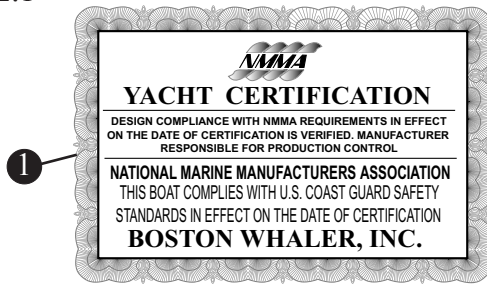 NMMA
YACHT CERTIFICATION
DESIGN COMPLIANCE WITH NMMA REQUIREMENTS IN EFFECT
ON THE DATE OF CERTIFICATION IS VERIFIED. MANUFACTURER
RESPONSIBLE FOR PRODUCTION CONTROL
1
NATIONAL MARINE MANUFACTURERS ASSOCIATION
THIS BOAT COMPLIES WITH U.S. COAST GUARD SAFETY
STANDARDS IN EFFECT ON THE DATE OF CERTIFICATION
BOSTON WHALER, INC.